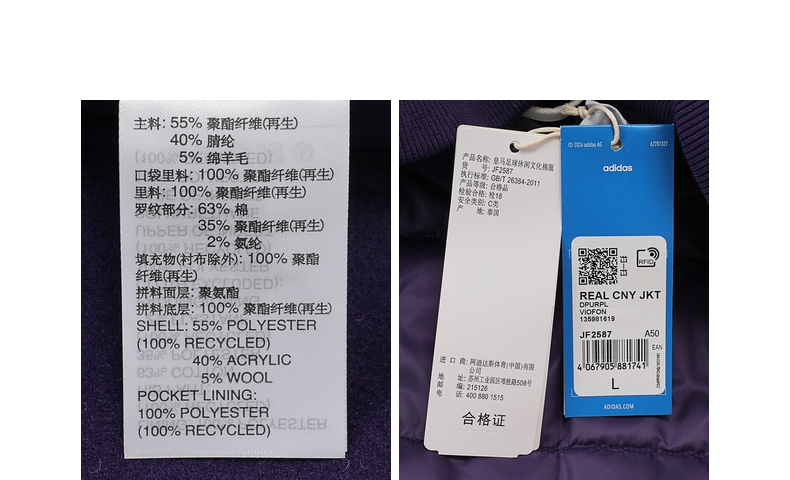 主料: 55% 聚酯纤维(再生)
40% 腈纶
5% 绵羊毛
口袋里料: 100% 聚酯纤维(再生)
里料: 100% 聚酯纤维(再生)
罗纹部分: 63% 棉
35% 聚酯纤维(再生)
2% 氨纶
填充物(衬布除外): 100% 聚酯
纤维(再生)
拼料面层: 聚氨酯
拼料底层: 100% 聚酯纤维(再生)
SHELL: 55% POLYESTER
(100% RECYCLED)
40% ACRYLIC
5% WOOL
POCKET LINING:
100% POLYESTER
(100% RECYCLED)
产品名称: 皇马足球休闲文化棉服
货 号: JF2587
执行标准: GB/T 26384-2011
产品等级: 合格品
检验合格: 检18
安全类别: C类
产 地: 泰国
进 口 商: 阿迪达斯体育(中国)有限
公司
地 址: 苏州工业园区塔园路508号
邮 编: 215126
电 话: 400 880 1515
合格证
© 2024 adidas AG
adidas
RFID
REAL CNY JKT
DPURPL
VIOFON
135981619
JF2587 A50
EAN
4 067905 881741
L
ADIDAS.COM